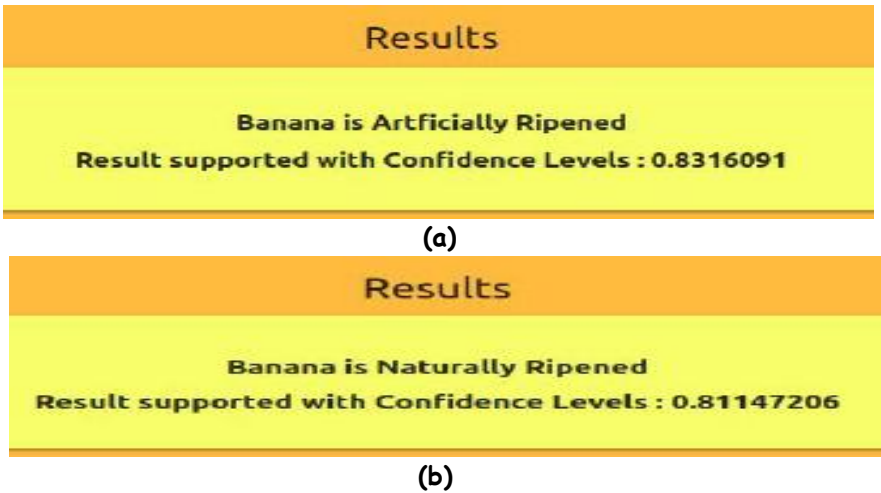 Results
Banana is Artficially Ripened
Result supported with Confidence Levels : 0.8316091
(a)
Results
Banana is Naturally Ripened
Result supported with Confidence Levels : 0.81147206
(b)